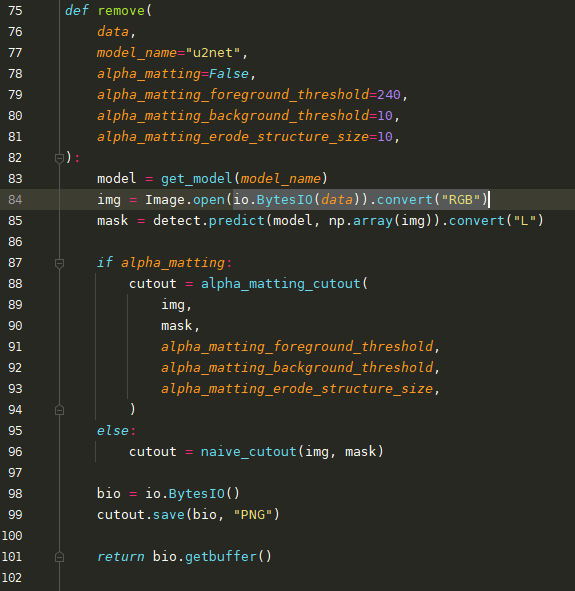 75 def remove(
76 data,
77 model_name="u2net",
78 alpha_matting=False,
79 alpha_matting_foreground_threshold=240,
80 alpha_matting_background_threshold=10,
81 alpha_matting_erode_structure_size=10,
82 ):
83 model = get_model(model_name)
84 img = Image.open(io.BytesIO(data)).convert("RGB")
85 mask = detect.predict(model, np.array(img)).convert("L")
86
87 if alpha_matting:
88 cutout = alpha_matting_cutout(
89 img,
90 mask,
91 alpha_matting_foreground_threshold,
92 alpha_matting_background_threshold,
93 alpha_matting_erode_structure_size,
94 )
95 else:
96 cutout = naive_cutout(img, mask)
97
98 bio = io.BytesIO()
99 cutout.save(bio, "PNG")
100
101 return bio.getbuffer()
102